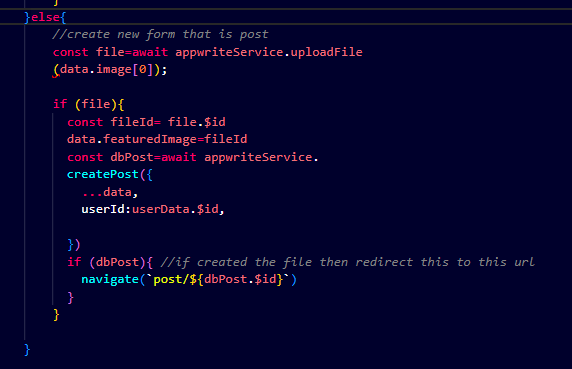 }
}else{
//create new form that is post
const file=await appwriteService.uploadFile
(data.image[0]);
if (file){
const fileId= file.$id
data.featuredImage=fileId
const dbPost=await appwriteService.
createPost({
...data,
userId:userData.$id,
})
if (dbPost){ //if created the file then redirect this to this url
navigate(`post/${dbPost.$id}`)
}
}
}